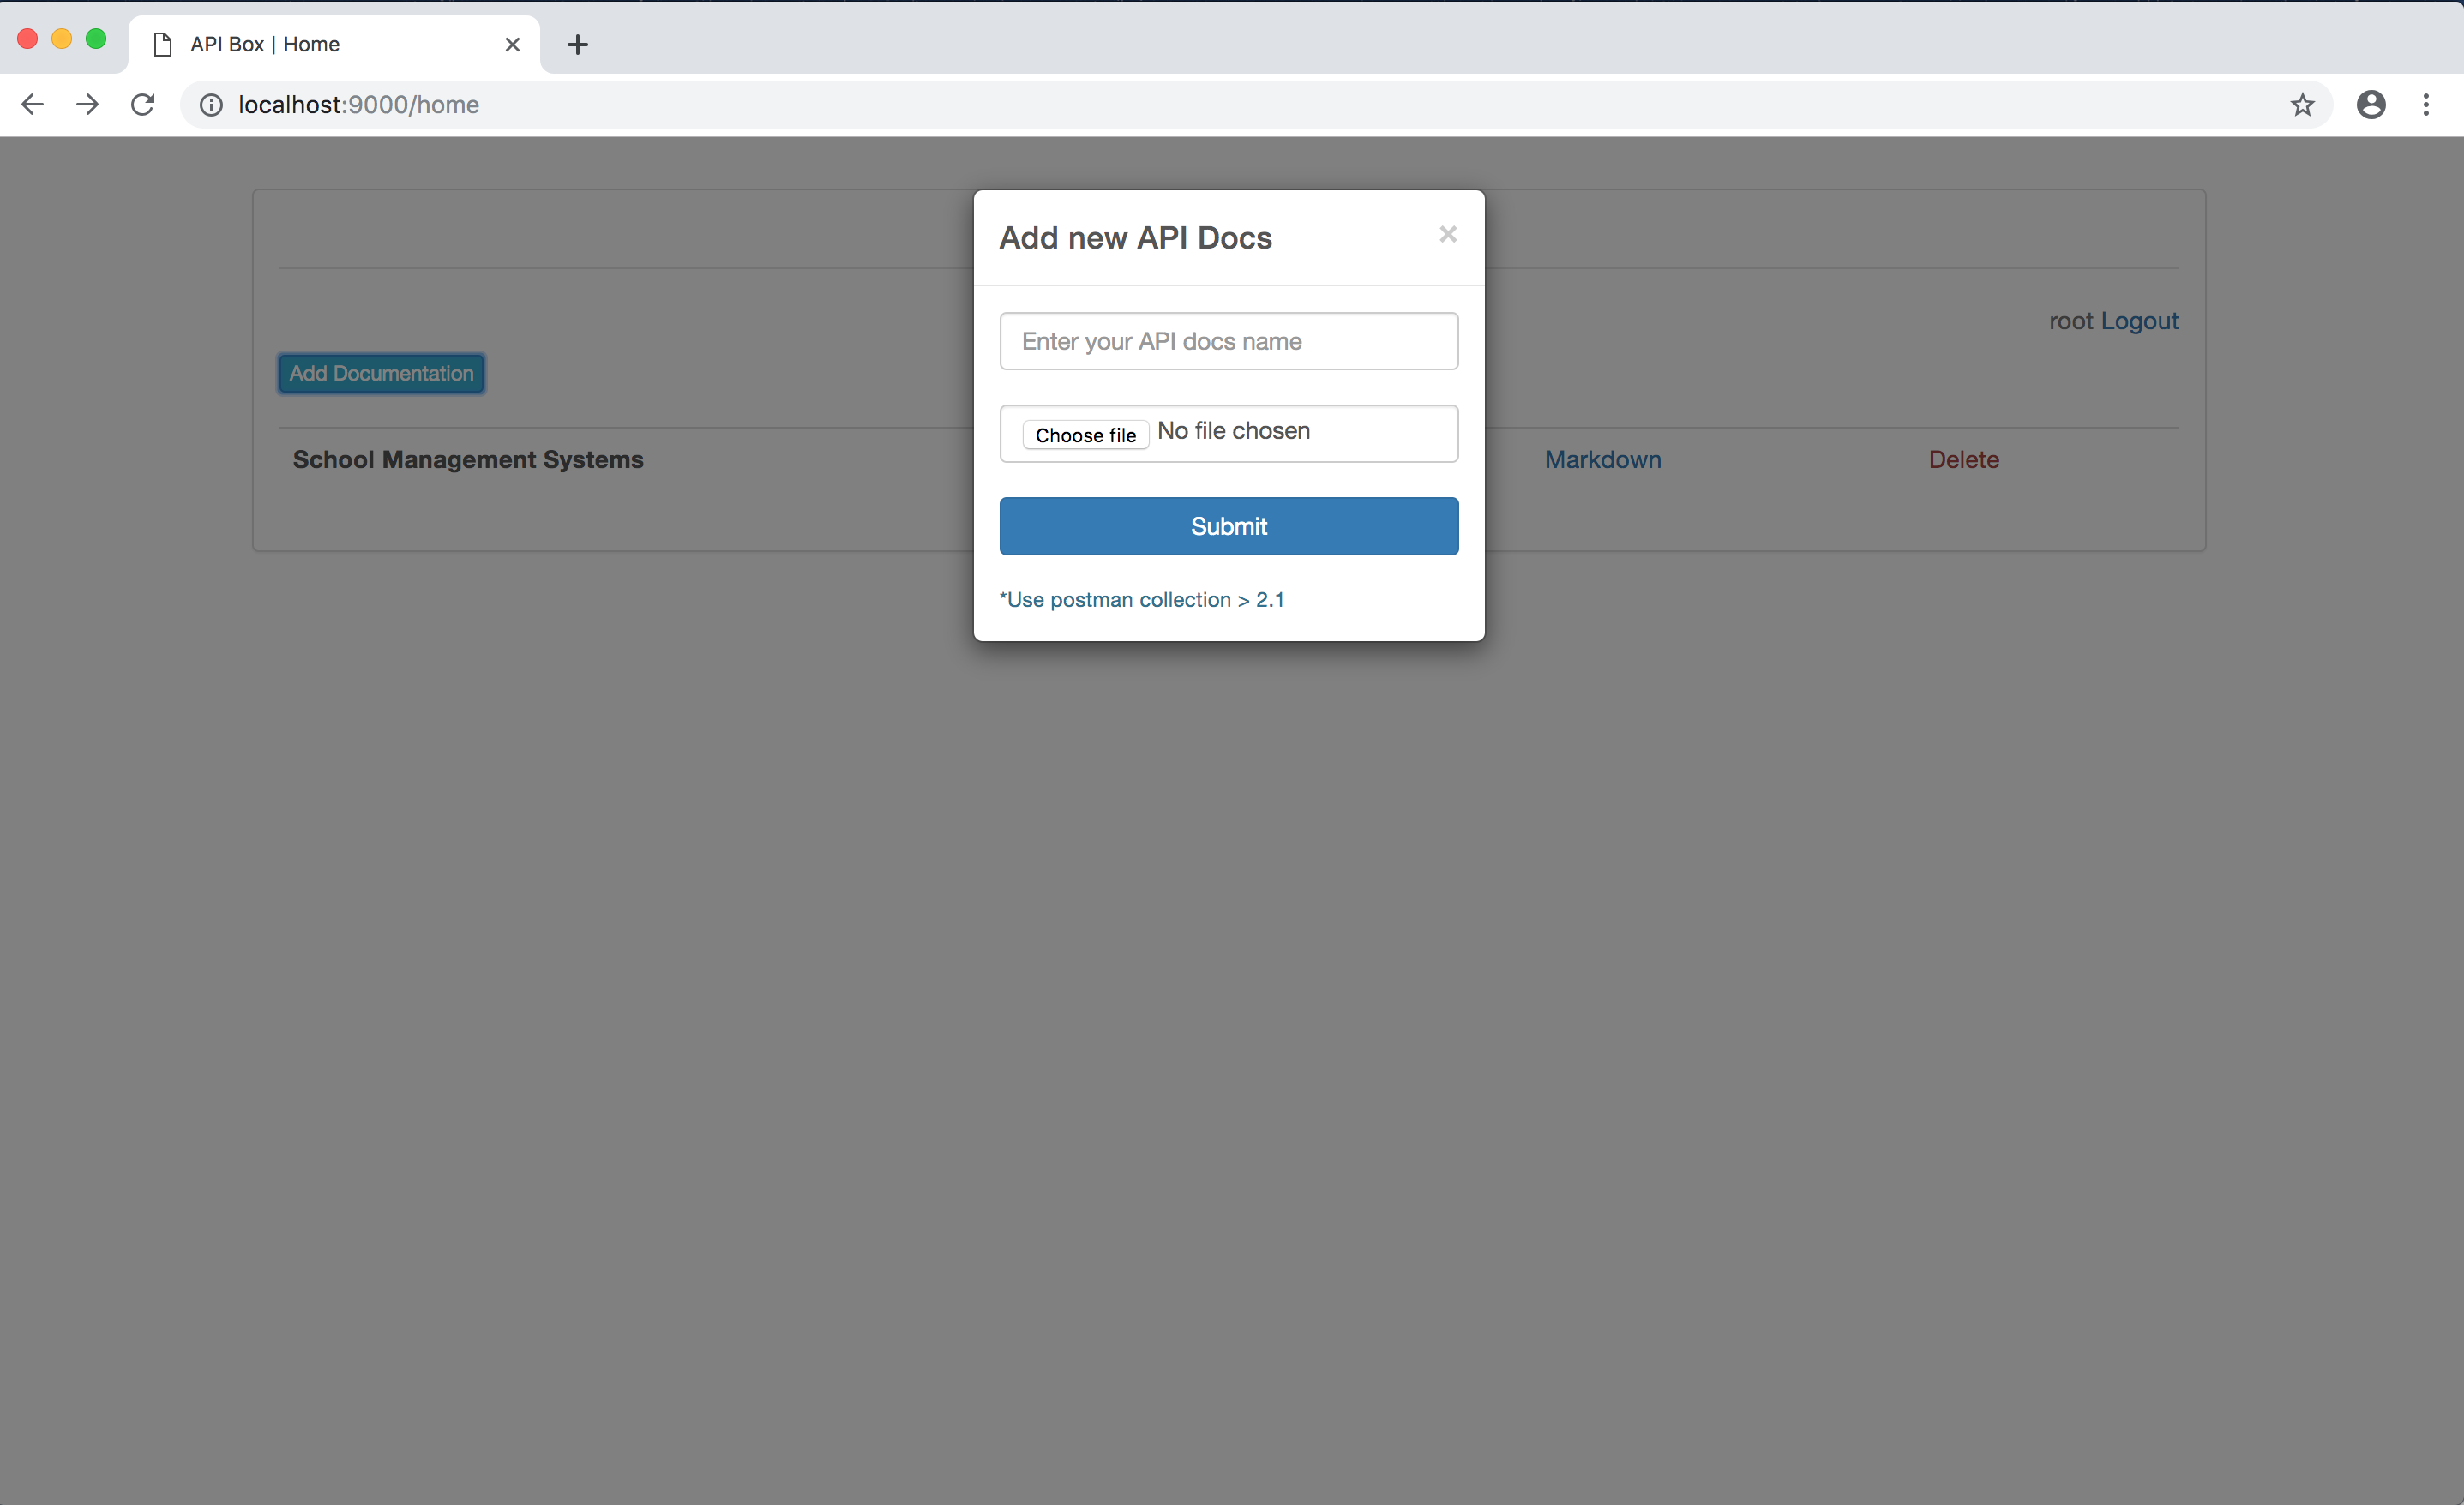 API Box | Home
localhost:9000/home
Add new API Docs
Enter your API docs name
root Logout
Add Documentation
Choose file No file chosen
School Management Systems
Markdown
Delete
Submit
*Use postman collection > 2.1